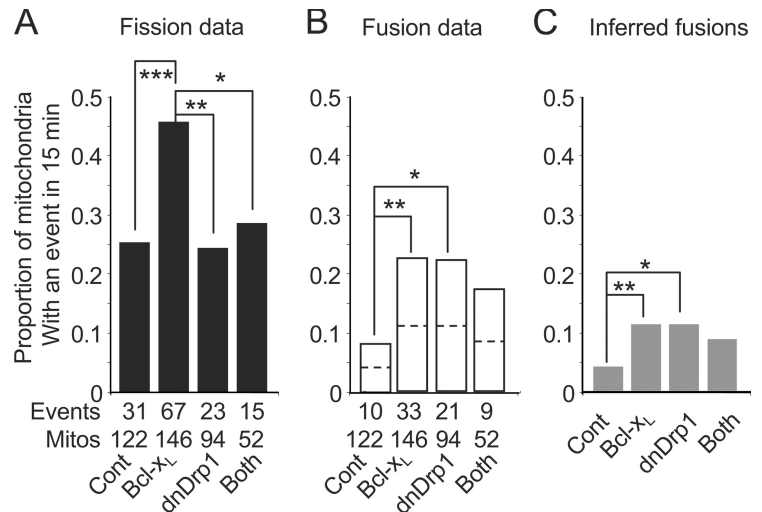 A Fission data
B Fusion data
C Inferred fusions
Proportion of mitochondria
With an event in 15 min
0.5
0.4
0.3
0.2
0.1
0
***
*
**
Events 31 67 23 15
Mitos 122 146 94 52
Cont Bcl-xL dnDrp1 Both
0.5
0.4
0.3
0.2
0.1
0
*
**
10 33 21 9
122 146 94 52
Cont Bcl-xL dnDrp1 Both
0.5
0.4
0.3
0.2
0.1
0
*
**
Cont Bcl-xL dnDrp1 Both